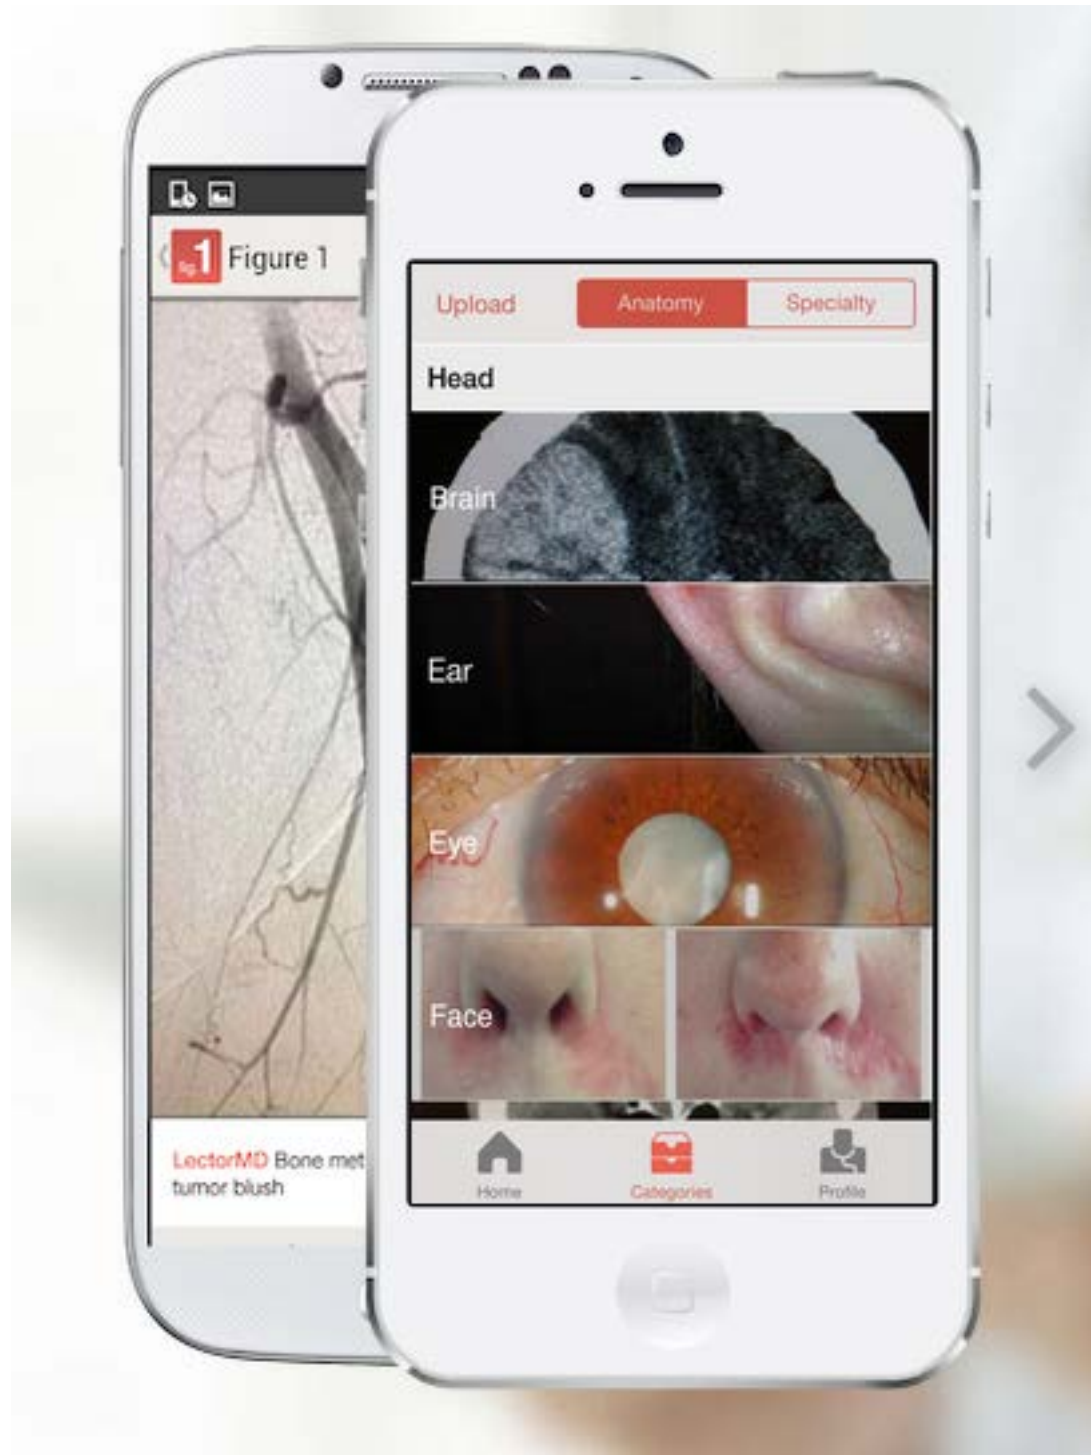 fig.1
Figure 1
LectorMD Bone met
tumor blush
Upload
Anatomy
Specialty
Head
Brain
Ear
Eye
Face
Home
Categories
Profile